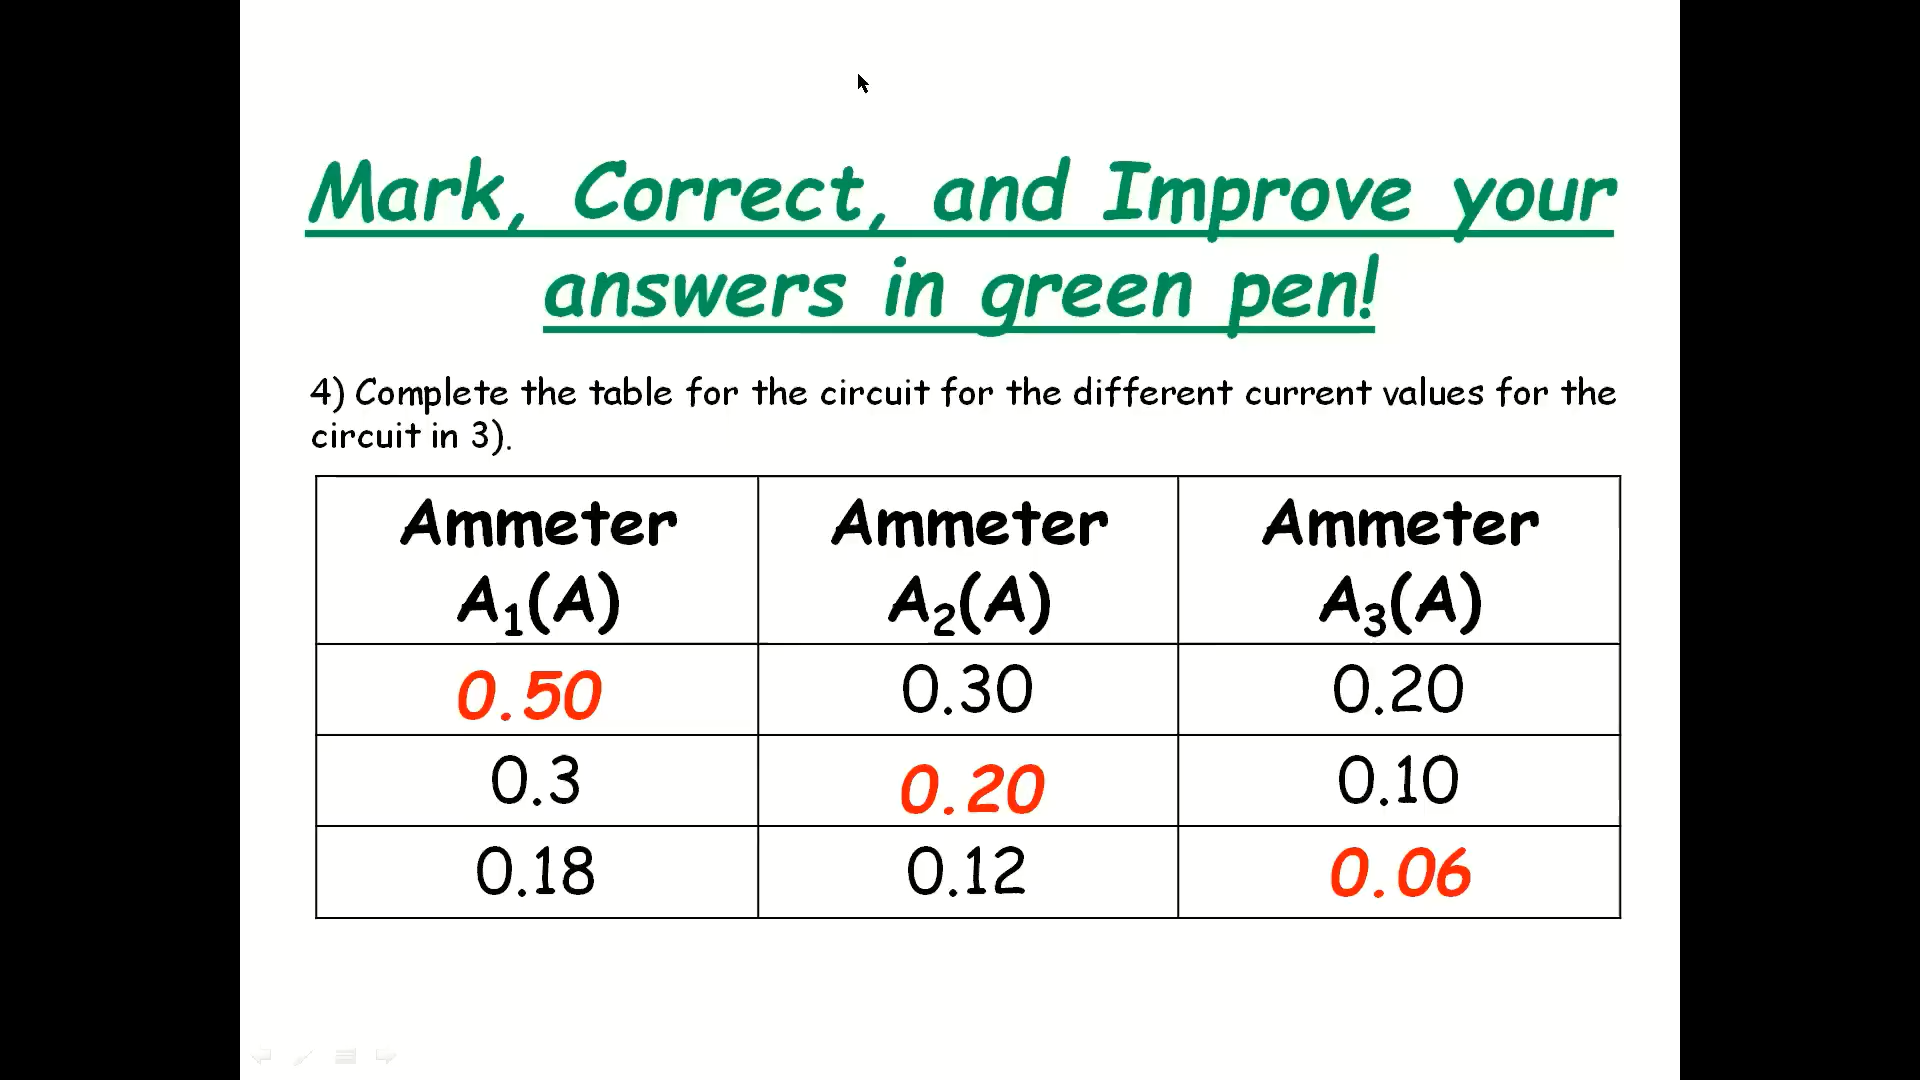 Mark, Correct, and Improve your
answers in green pen!
4) Complete the table for the circuit for the different current values for the
circuit in 3).
Ammeter A₁(A) Ammeter A₂(A) Ammeter A₃(A)
0.50 0.30 0.20
0.3 0.20 0.10
0.18 0.12 0.06